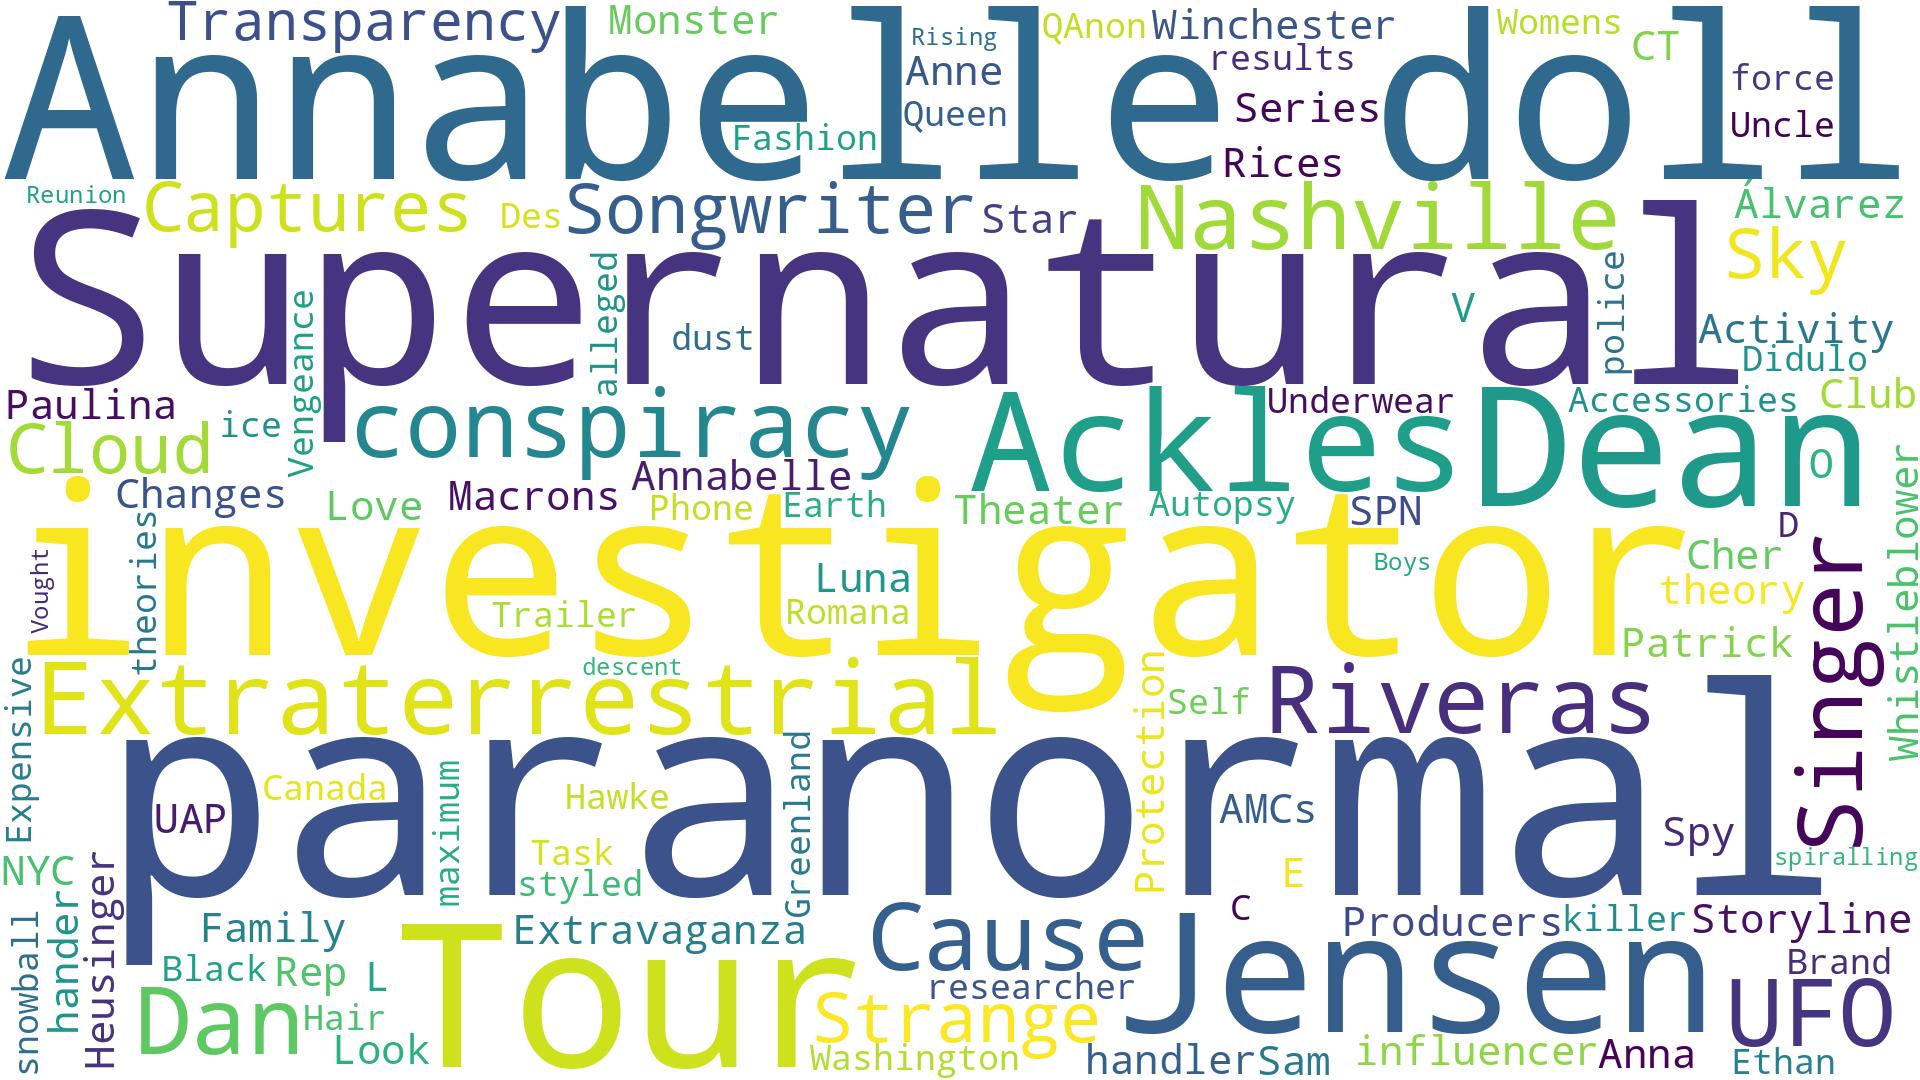 Annabelle doll
Transparency
Monster
Rising
QAnon
Winchester
Womens
CT
results
Anne
force
Queen
Series
Uncle
Fashion
Rices
Reunion
Captures
Des
Songwriter
Star
Nashville
Álvarez
Sky
Supernatural
alleged
police
Vengeance
dust
V
Activity
Didulo
Paulina
ice
Cloud
conspiracy
Ackles
Underwear
Dean
Accessories
Club
O
Whistleblower
Changes
Love
Macrons
Annabelle
Phone
Earth
Theater
Autopsy
SPN
D
investigator
theories
Vought
Luna
Boys
Cher
Singer
Trailer
Romana
theory
Patrick
descent
Extraterrestrial
Expensive
Protection
Self
Riveras
paranormal
Greenland
maximum
Canada
UAP
Hawke
AMCs
Spy
Task
styled
E
spiralling
NYC
Heusinger
hander
snowball
Family
Extravaganza
Cause
C
Producers
killer
Storyline
Black
Rep
L
Tour
Jensen
Brand
researcher
Dan
Hair
Look
Strange
UFO
Washington
handler
Sam
influencer
Anna
Ethan